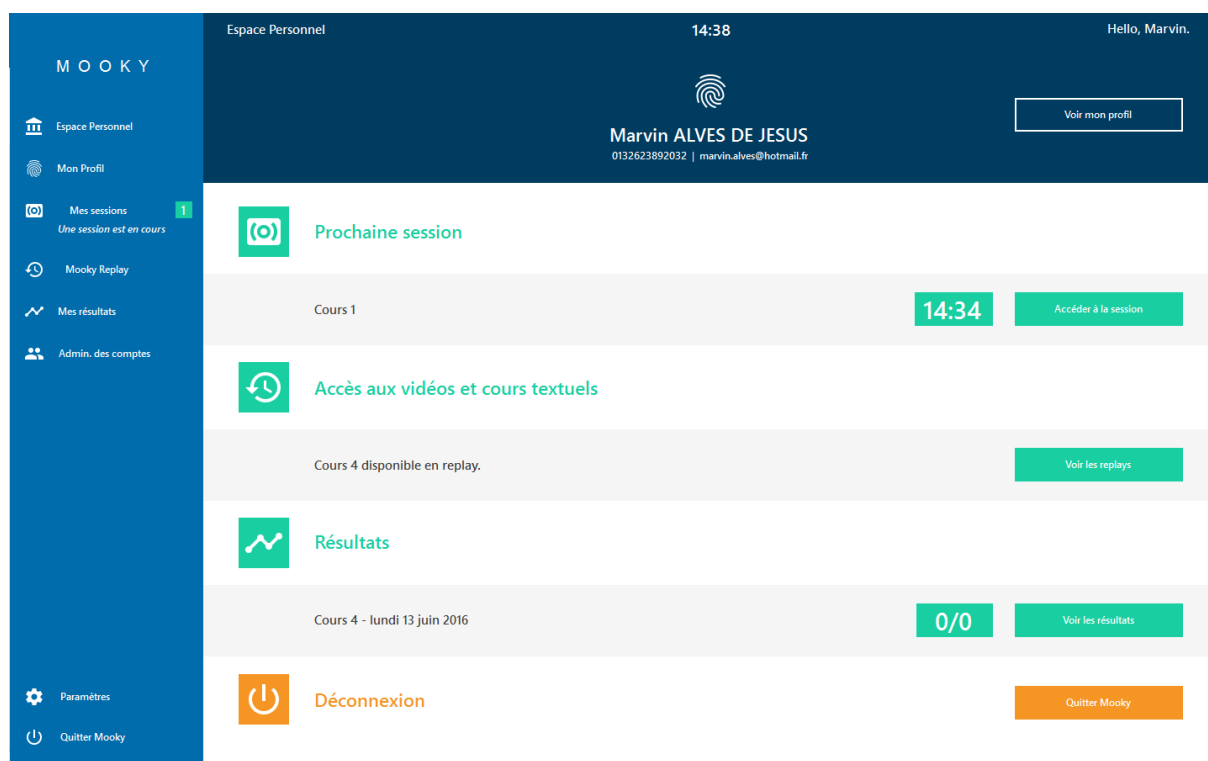 MOOKY
Espace Personnel
Mon Profil
Mes sessions 1
Une session est en cours
Mooky Replay
Mes résultats
Admin. des comptes
Paramètres
Quitter Mooky
Espace Personnel 14:38 Hello, Marvin.
Voir mon profil
Marvin ALVES DE JESUS
0132623892032 | marvin.alves@hotmail.fr
Prochaine session
Cours 1 14:34 Accéder à la session
Accès aux vidéos et cours textuels
Cours 4 disponible en replay. Voir les replays
Résultats
Cours 4 - lundi 13 juin 2016 0/0 Voir les résultats
Déconnexion Quitter Mooky